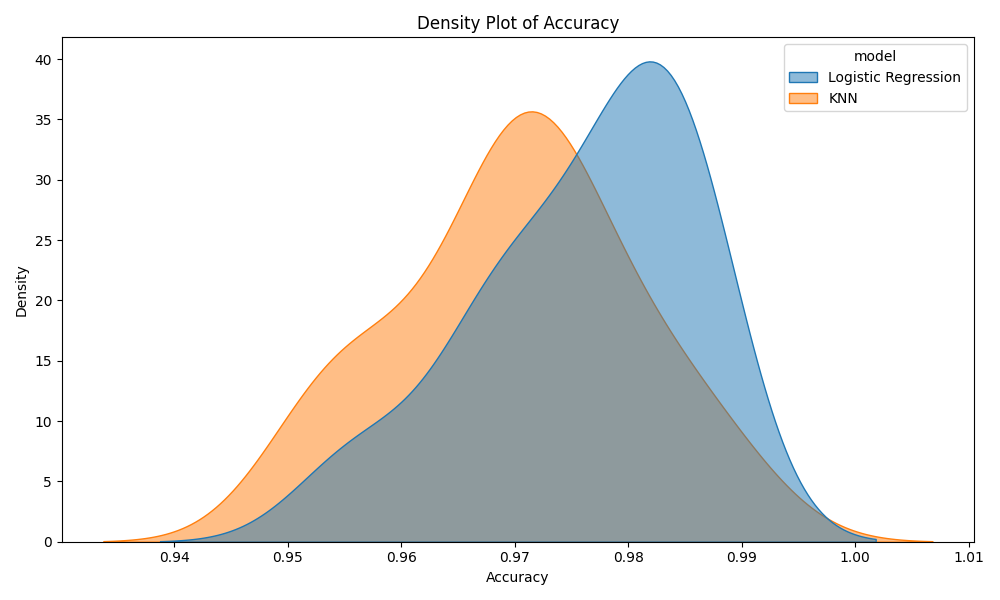 Density Plot of Accuracy
model
Logistic Regression
KNN
Density
40
35
30
25
20
15
10
5
0
0.94 0.95 0.96 0.97 0.98 0.99 1.00 1.01
Accuracy